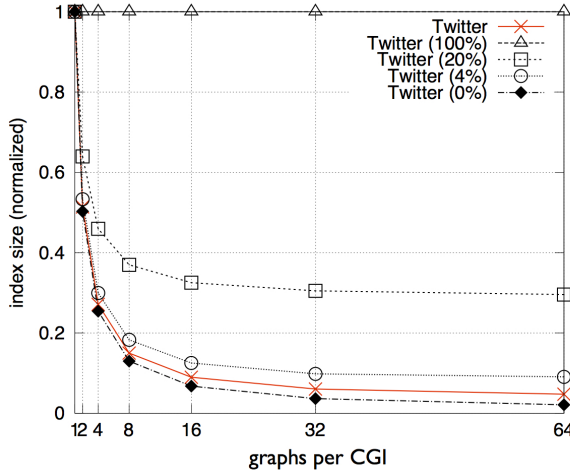 1
0.8
0.6
0.4
0.2
0
index size (normalized)
Twitter
Twitter (100%)
Twitter (20%)
Twitter (4%)
Twitter (0%)
1 2 4 8 16 32 64
graphs per CGI